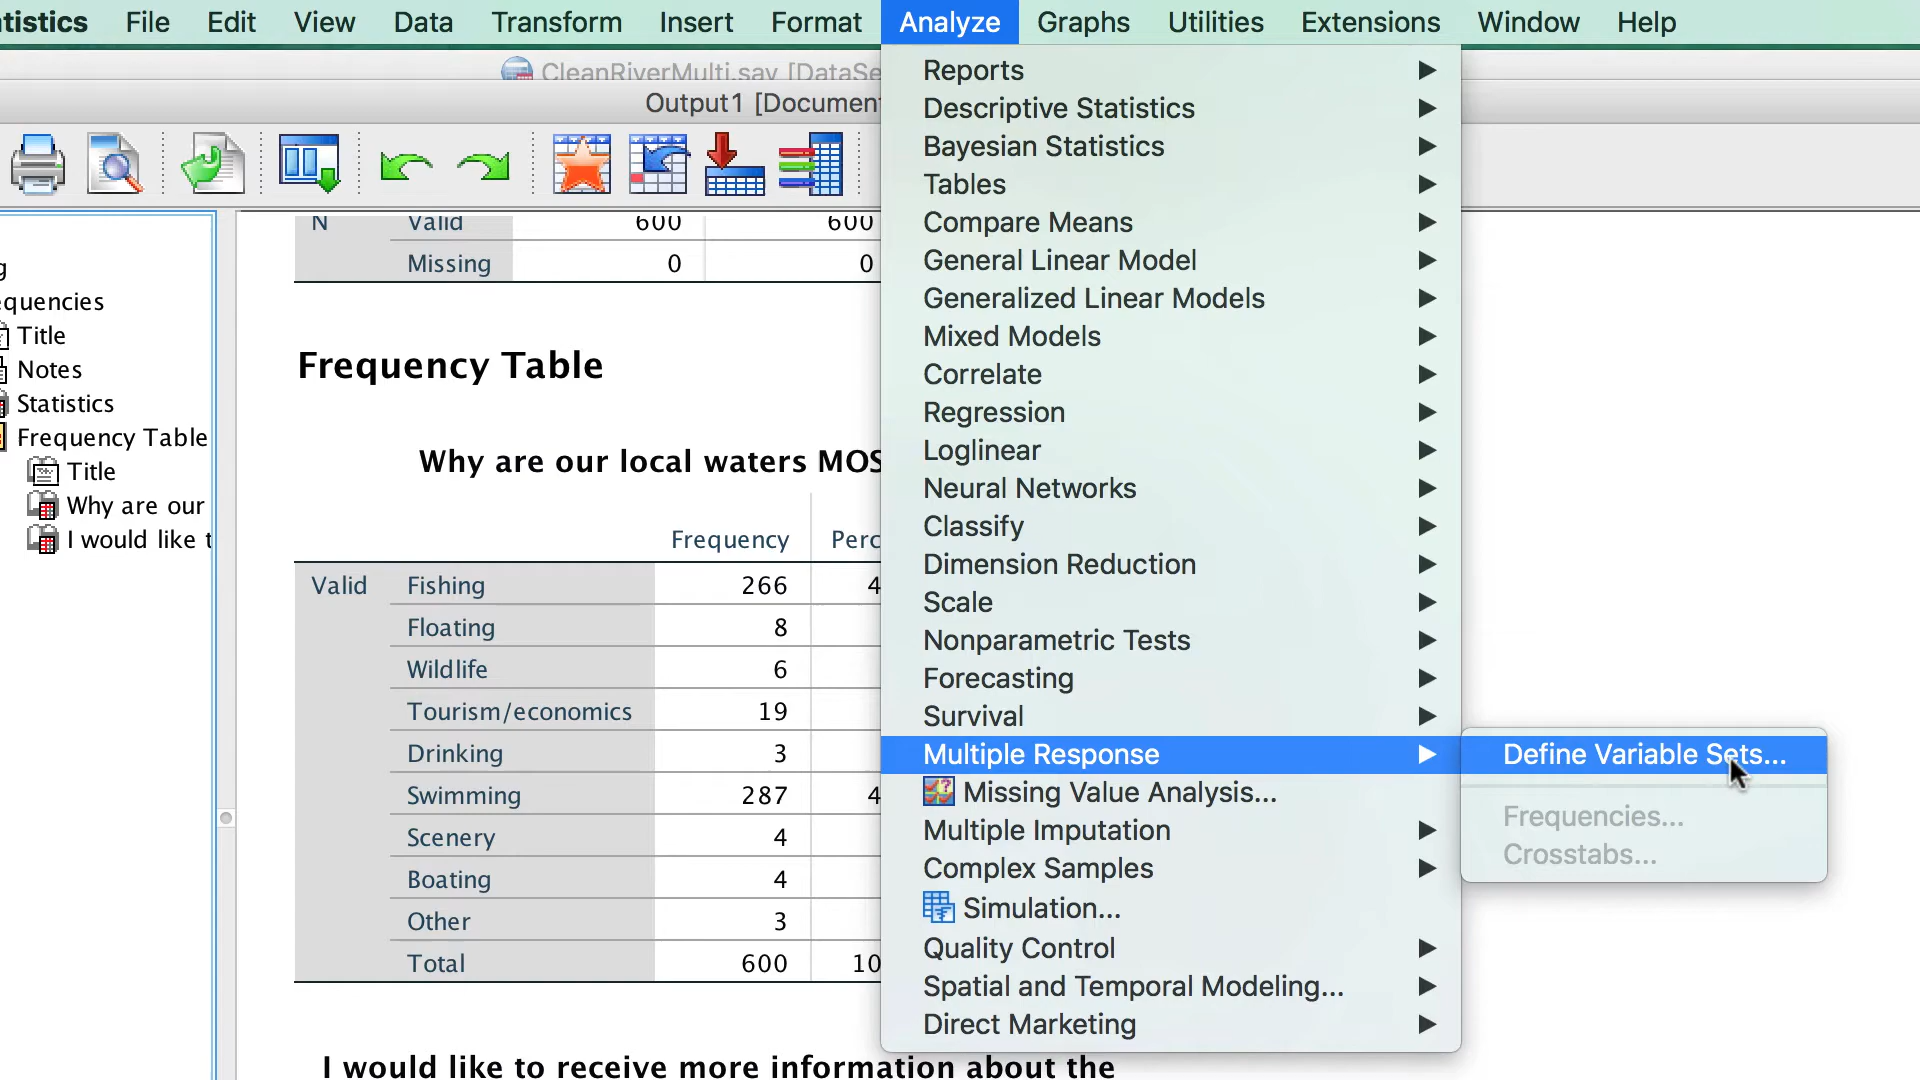 tistics File Edit View Data Transform Insert Format Analyze Graphs Utilities Extensions Window Help
CleanRiverMulti.sav [DataSe
Output1 [Document
g
quencies
Title
Notes
Statistics
Frequency Table
Title
Why are our
I would like t
N Valid 600 600
Missing 0 0
Frequency Table
Why are our local waters MOS
Frequency Perc
Valid Fishing 266 4
Floating 8
Wildlife 6
Tourism/economics 19
Drinking 3
Swimming 287 4
Scenery 4
Boating 4
Other 3
Total 600 10
I would like to receive more information about the
Reports
Descriptive Statistics
Bayesian Statistics
Tables
Compare Means
General Linear Model
Generalized Linear Models
Mixed Models
Correlate
Regression
Loglinear
Neural Networks
Classify
Dimension Reduction
Scale
Nonparametric Tests
Forecasting
Survival
Multiple Response
Missing Value Analysis...
Multiple Imputation
Complex Samples
Simulation...
Quality Control
Spatial and Temporal Modeling...
Direct Marketing
Define Variable Sets...
Frequencies...
Crosstabs...